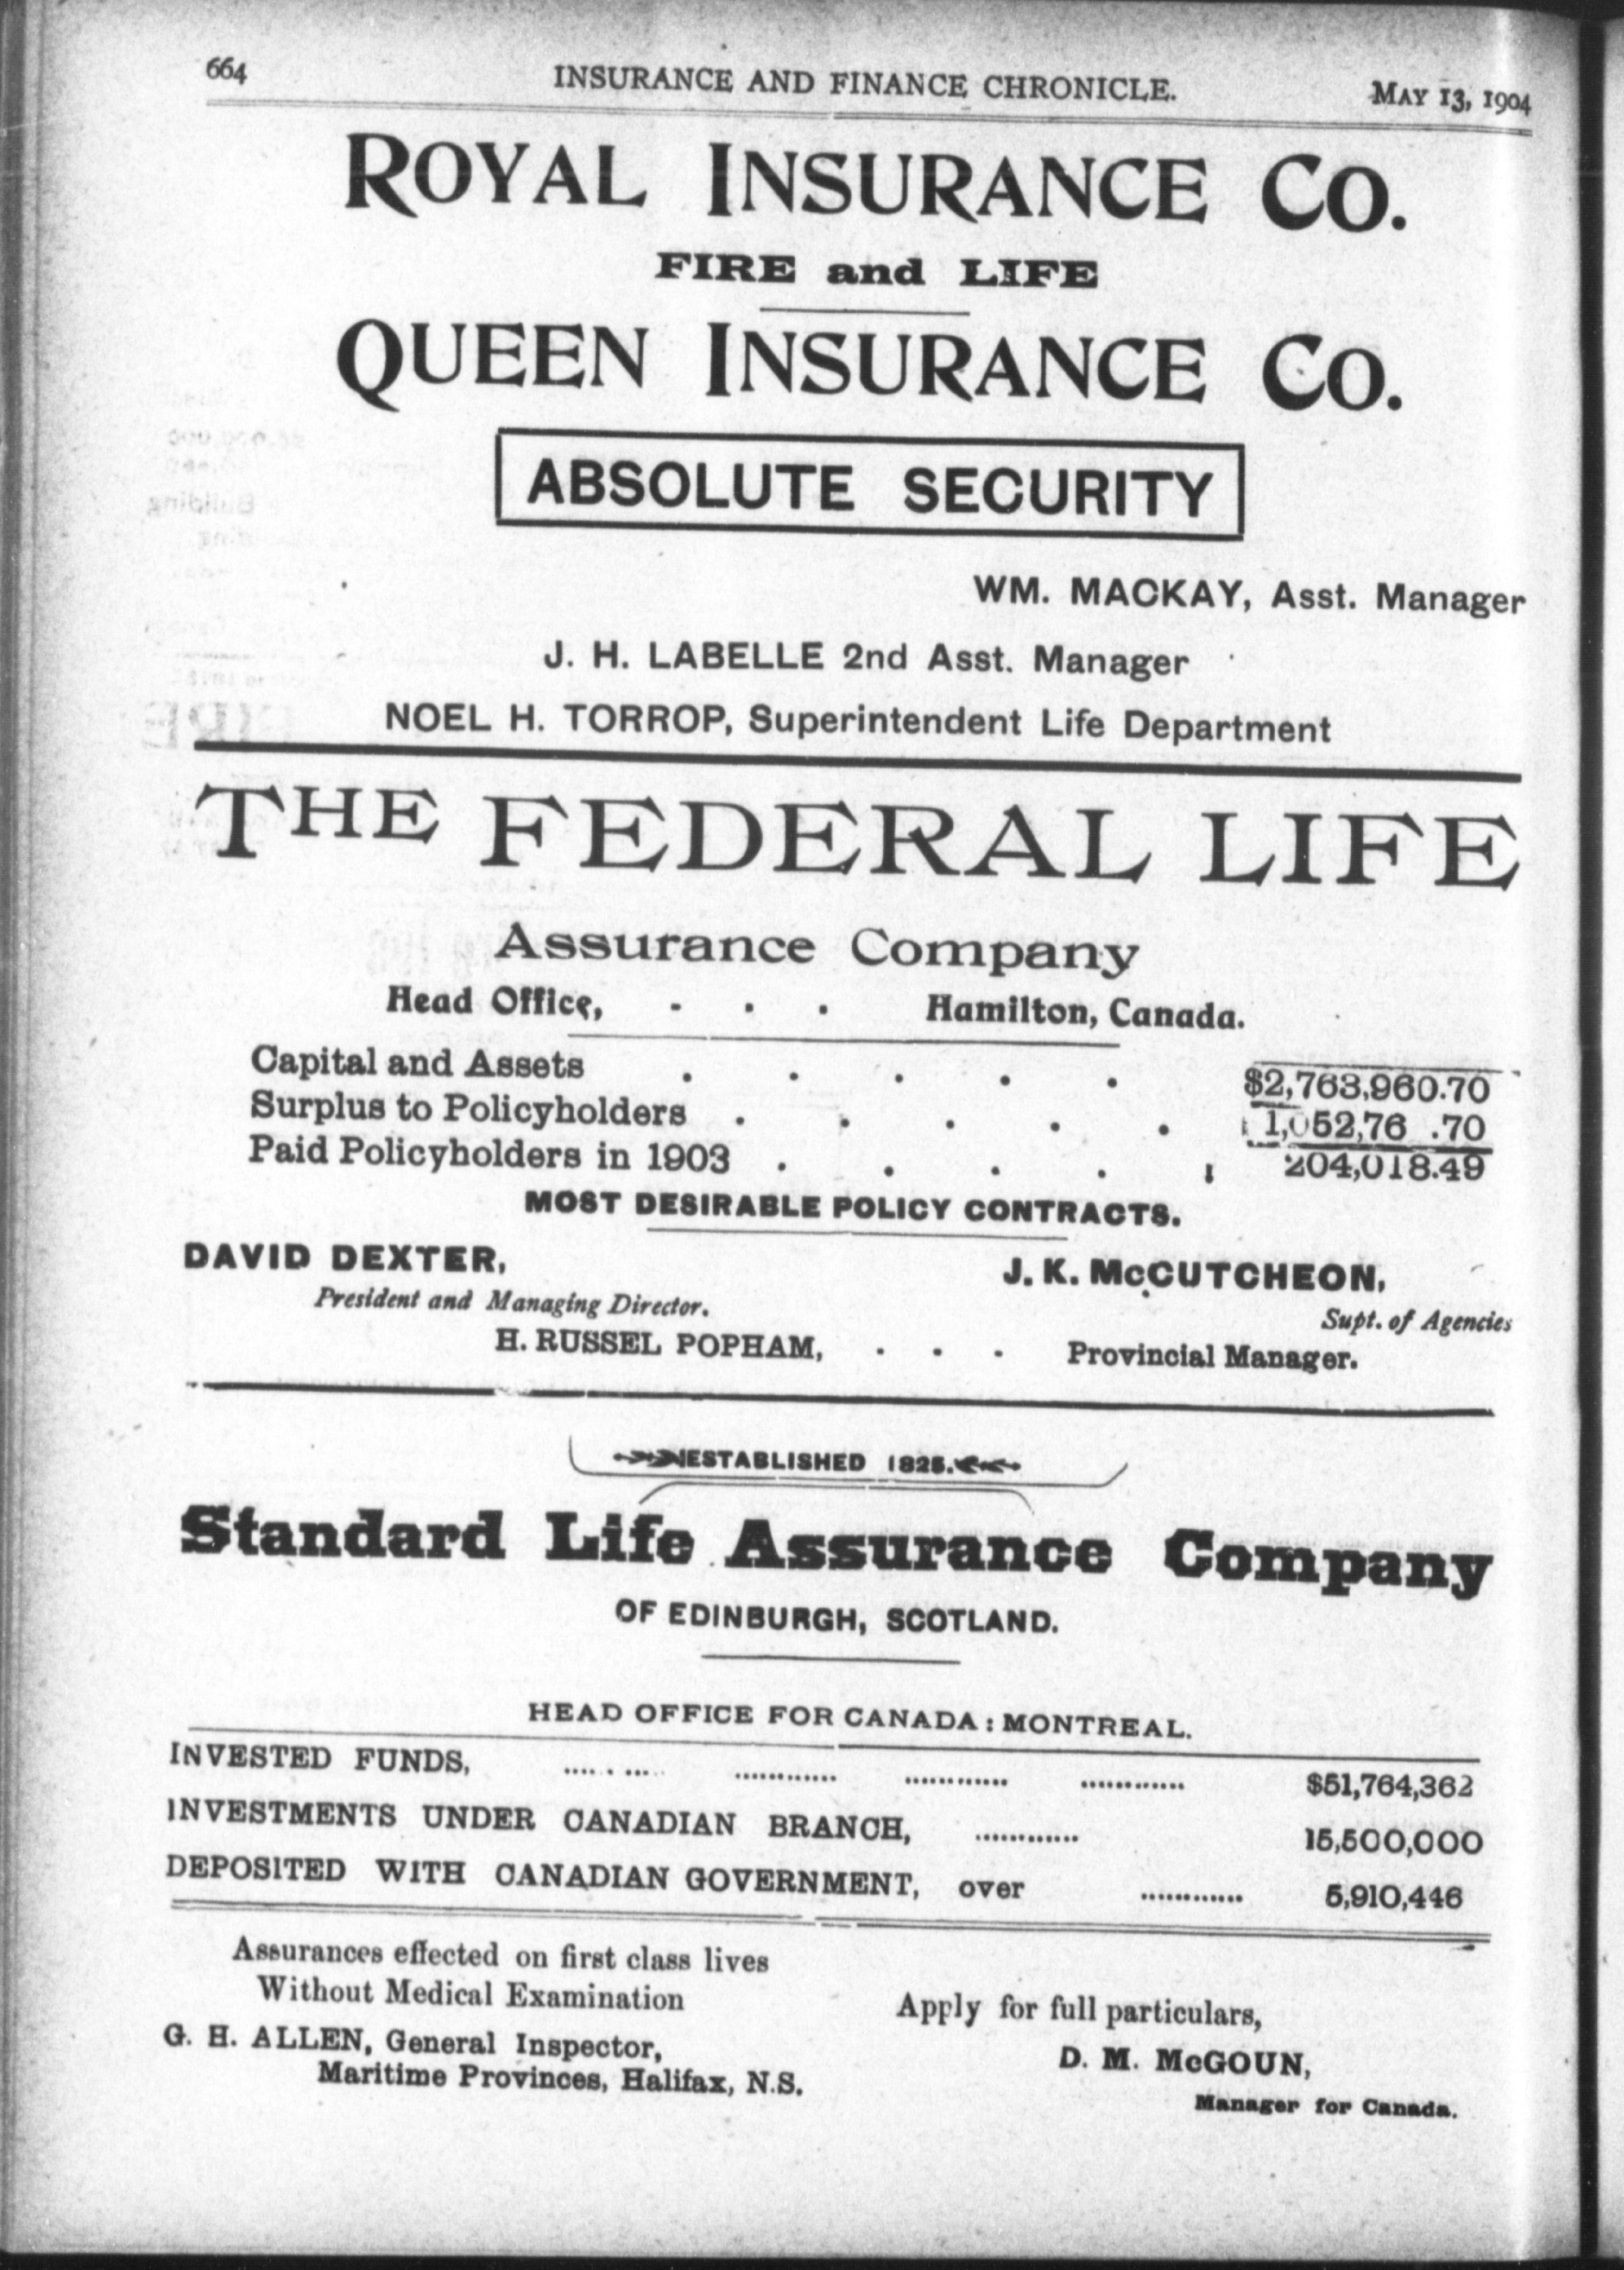 664 INSURANCE AND FINANCE CHRONICLE. MAY 13, 1904
ROYAL INSURANCE CO.
FIRE and LIFE
QUEEN INSURANCE CO.
ABSOLUTE SECURITY
WM. MACKAY, Asst. Manager
J. H. LABELLE 2nd Asst. Manager
NOEL H. TORROP, Superintendent Life Department
THE FEDERAL LIFE
Assurance Company
Head Office, - - - Hamilton, Canada.
Capital and Assets . . . . . $2,763,960.70
Surplus to Policyholders . . . . . 1,052,76 .70
Paid Policyholders in 1903 . . . . 204,018.49
MOST DESIRABLE POLICY CONTRACTS.
DAVID DEXTER, J. K. McCUTCHEON,
President and Managing Director. Supt. of Agencies
H. RUSSEL POPHAM, . . . Provincial Manager.
ESTABLISHED 1825.
Standard Life Assurance Company
OF EDINBURGH, SCOTLAND.
HEAD OFFICE FOR CANADA : MONTREAL.
INVESTED FUNDS, ............ ............ ............ ............ $51,764,362
INVESTMENTS UNDER CANADIAN BRANCH, ............ 15,500,000
DEPOSITED WITH CANADIAN GOVERNMENT, over ............ 5,910,446
Assurances effected on first class lives
Without Medical Examination
Apply for full particulars,
G. H. ALLEN, General Inspector,
Maritime Provinces, Halifax, N.S.
D. M. McGOUN,
Manager for Canada.